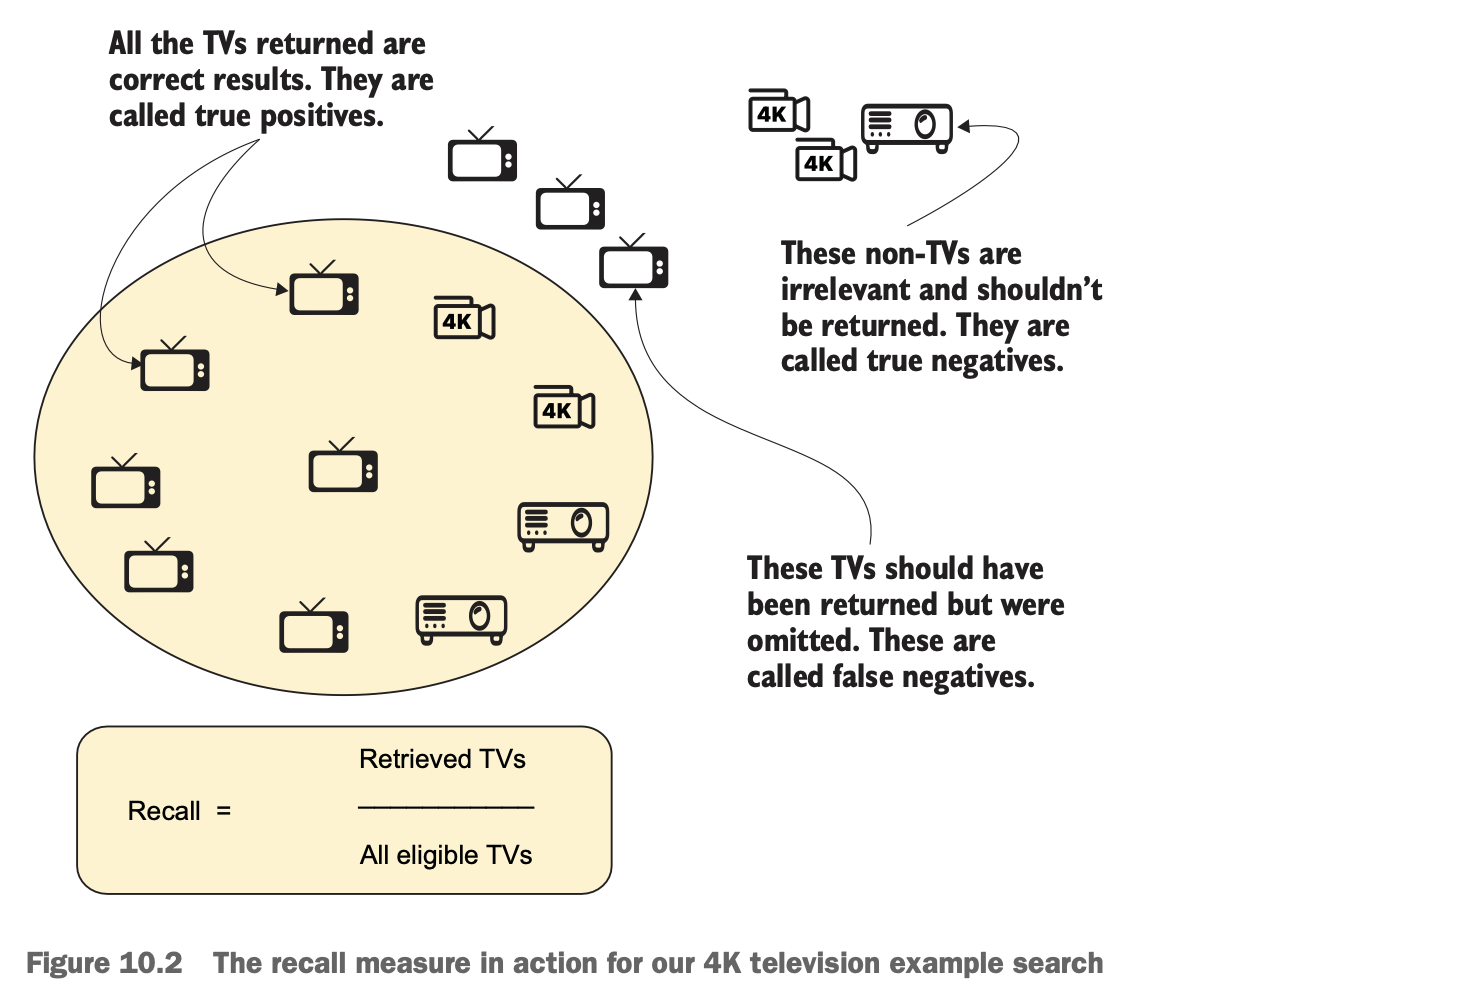 All the TVs returned are
correct results. They are
called true positives.
4K
4K
These non-TVs are
irrelevant and shouldn't
be returned. They are
called true negatives.
4K
4K
These TVs should have
been returned but were
omitted. These are
called false negatives.
Retrieved TVs
Recall =
All eligible TVs
Figure 10.2 The recall measure in action for our 4K television example search